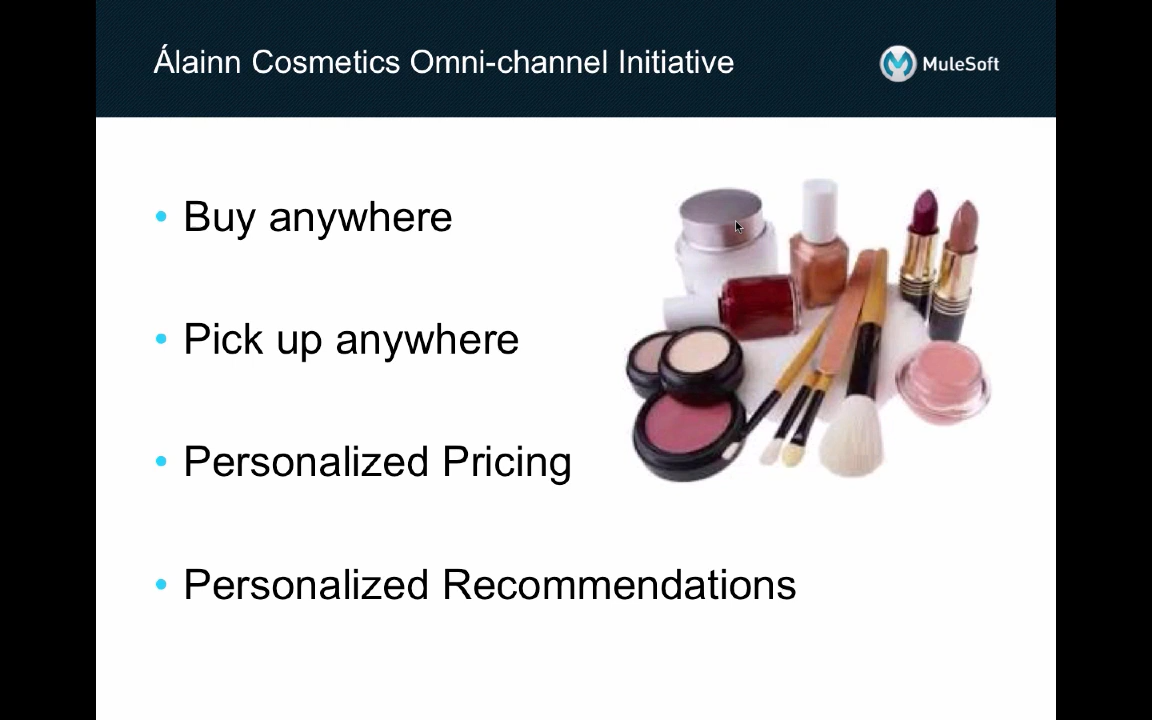 Álainn Cosmetics Omni-channel Initiative
MuleSoft
• Buy anywhere
• Pick up anywhere
• Personalized Pricing
• Personalized Recommendations